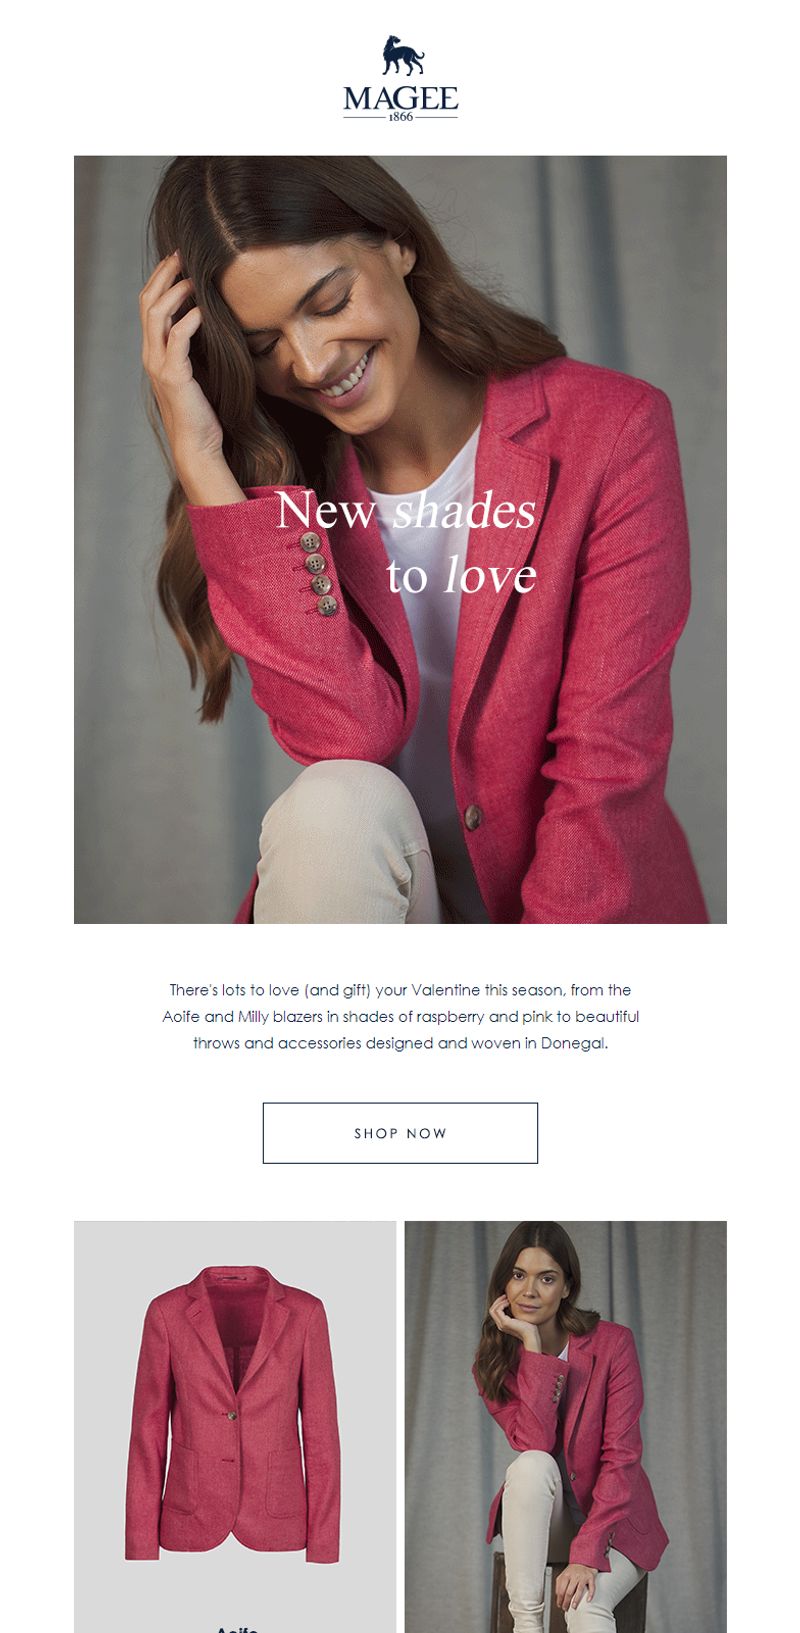 MAGEE
1866
New shades
to love
There's lots to love (and gift) your Valentine this season, from the
Aoife and Milly blazers in shades of raspberry and pink to beautiful
throws and accessories designed and woven in Donegal.
SHOP NOW
Aoife